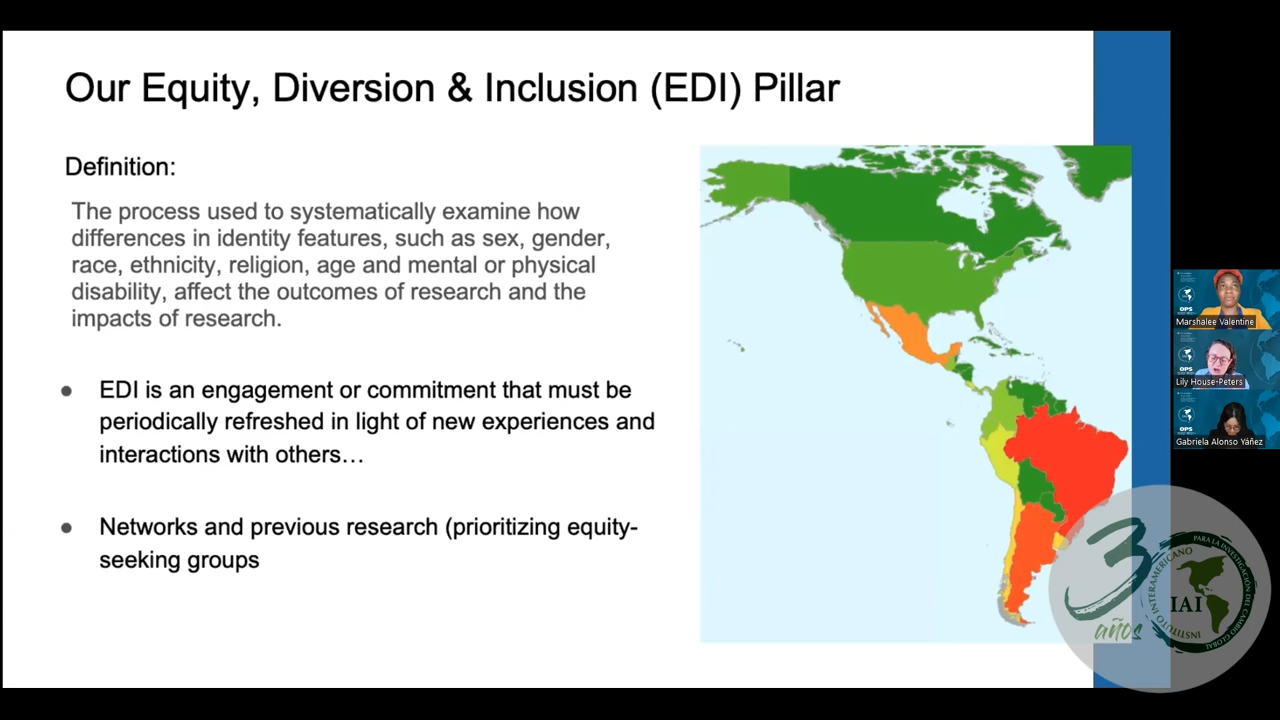 Our Equity, Diversion & Inclusion (EDI) Pillar
Definition:
The process used to systematically examine how
differences in identity features, such as sex, gender,
race, ethnicity, religion, age and mental or physical
disability, affect the outcomes of research and the
impacts of research.
● EDI is an engagement or commitment that must be
periodically refreshed in light of new experiences and
interactions with others…
● Networks and previous research (prioritizing equity-
seeking groups
OPS
Marshalee Valentine
IAI
Lily House-Peters
OPS
Gabriela Alonso Yáñez
30
años
INSTITUTO INTERAMERICANO PARA LA INVESTIGACIÓN DEL CAMBIO GLOBAL
IAI